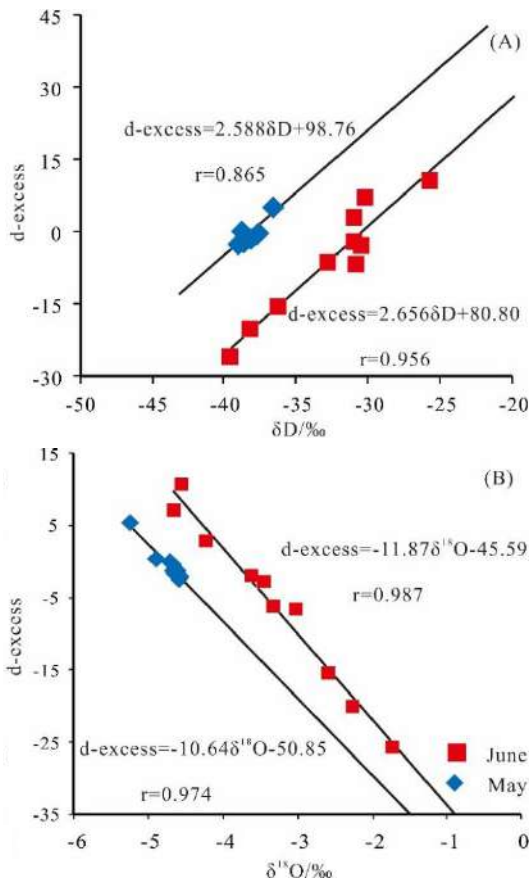 (A)
45
30
15
0
-15
-30
d-excess
d-excess=2.588δD+98.76
r=0.865
d-excess=2.656δD+80.80
r=0.956
-50 -45 -40 -35 -30 -25 -20
δD/‰
(B)
15
5
-5
-15
-25
-35
d-excess
d-excess=-11.87δ¹⁸O-45.59
r=0.987
d-excess=-10.64δ¹⁸O-50.85
r=0.974
June
May
-6 -5 -4 -3 -2 -1 0
δ¹⁸O/‰